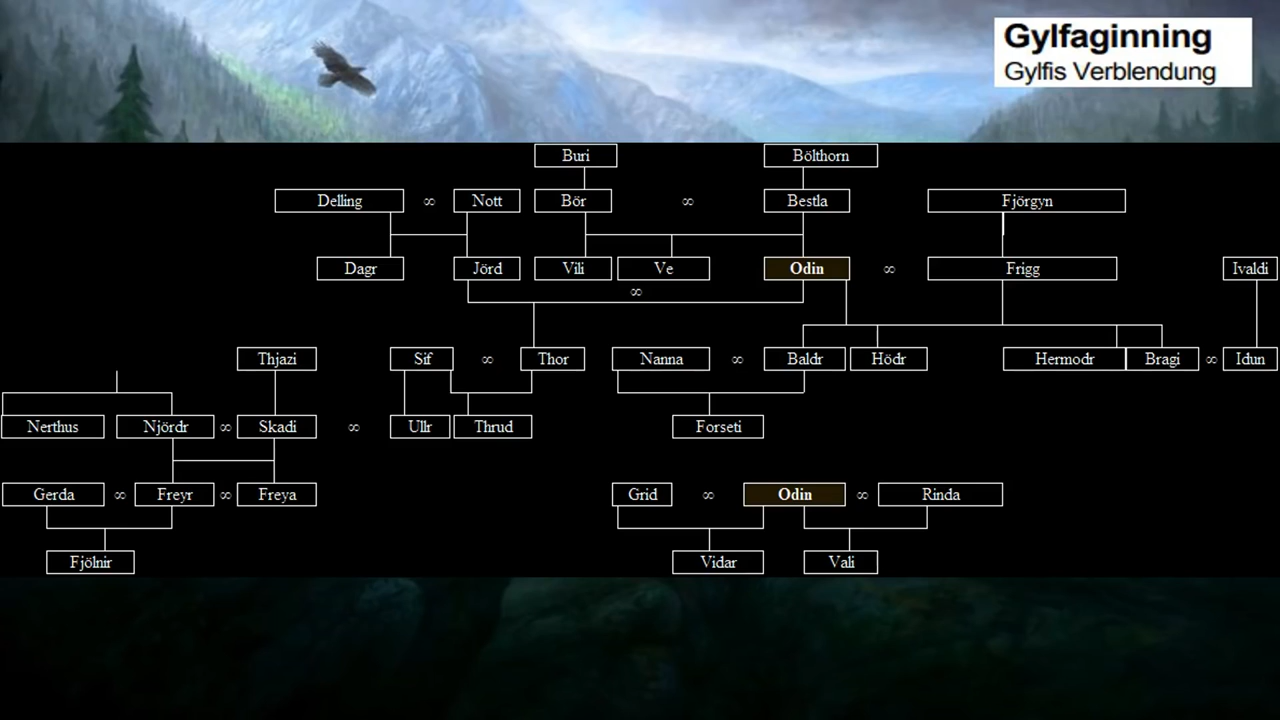 Gylfaginning
Gylfis Verblendung
Buri
Bölthorn
Delling ∞ Nott
Bör ∞ Bestla
Fjörgyn
Dagr
Jörd
Vili
Ve
Odin ∞ Frigg
Ivaldi
∞
Thjazi
Sif ∞ Thor
Nanna ∞ Baldr
Hödr
Hermodr
Bragi ∞ Idun
Nerthus
Njördr ∞ Skadi ∞ Ullr
Thrud
Forseti
Gerda ∞ Freyr ∞ Freya
Grid ∞ Odin ∞ Rinda
Fjölnir
Vidar
Vali